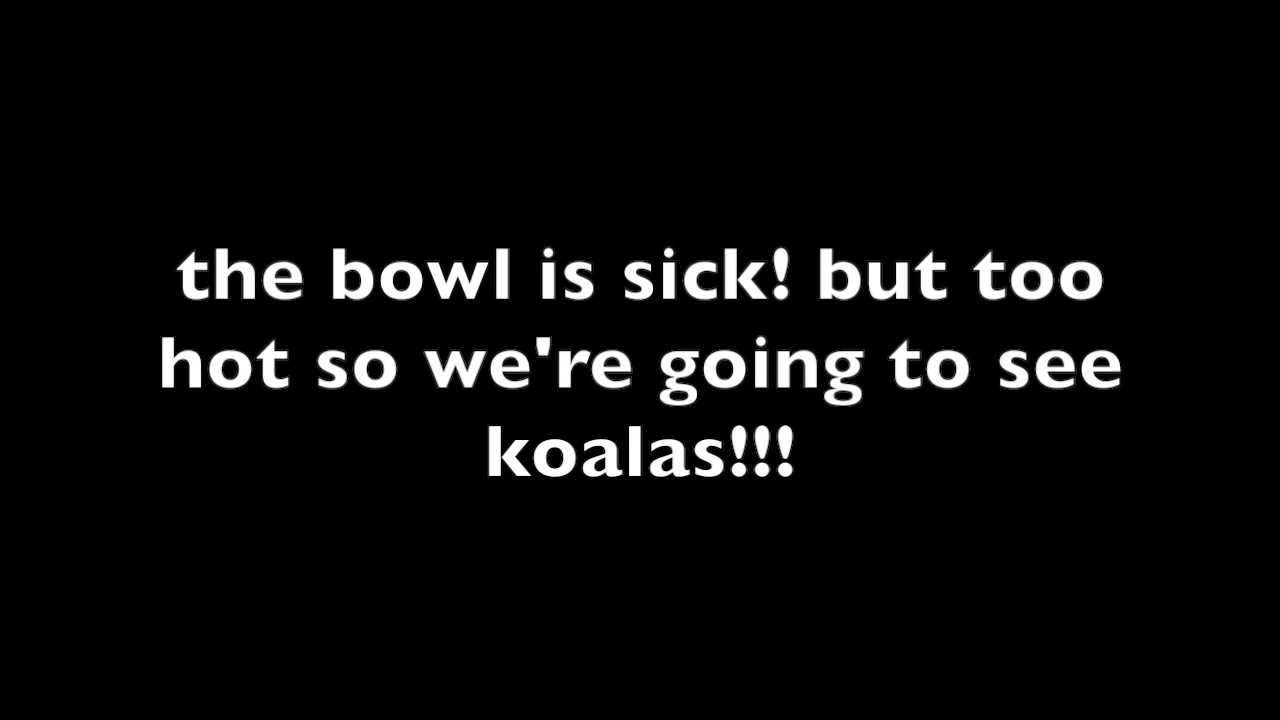 the bowl is sick! but too
hot so we're going to see
koalas!!!